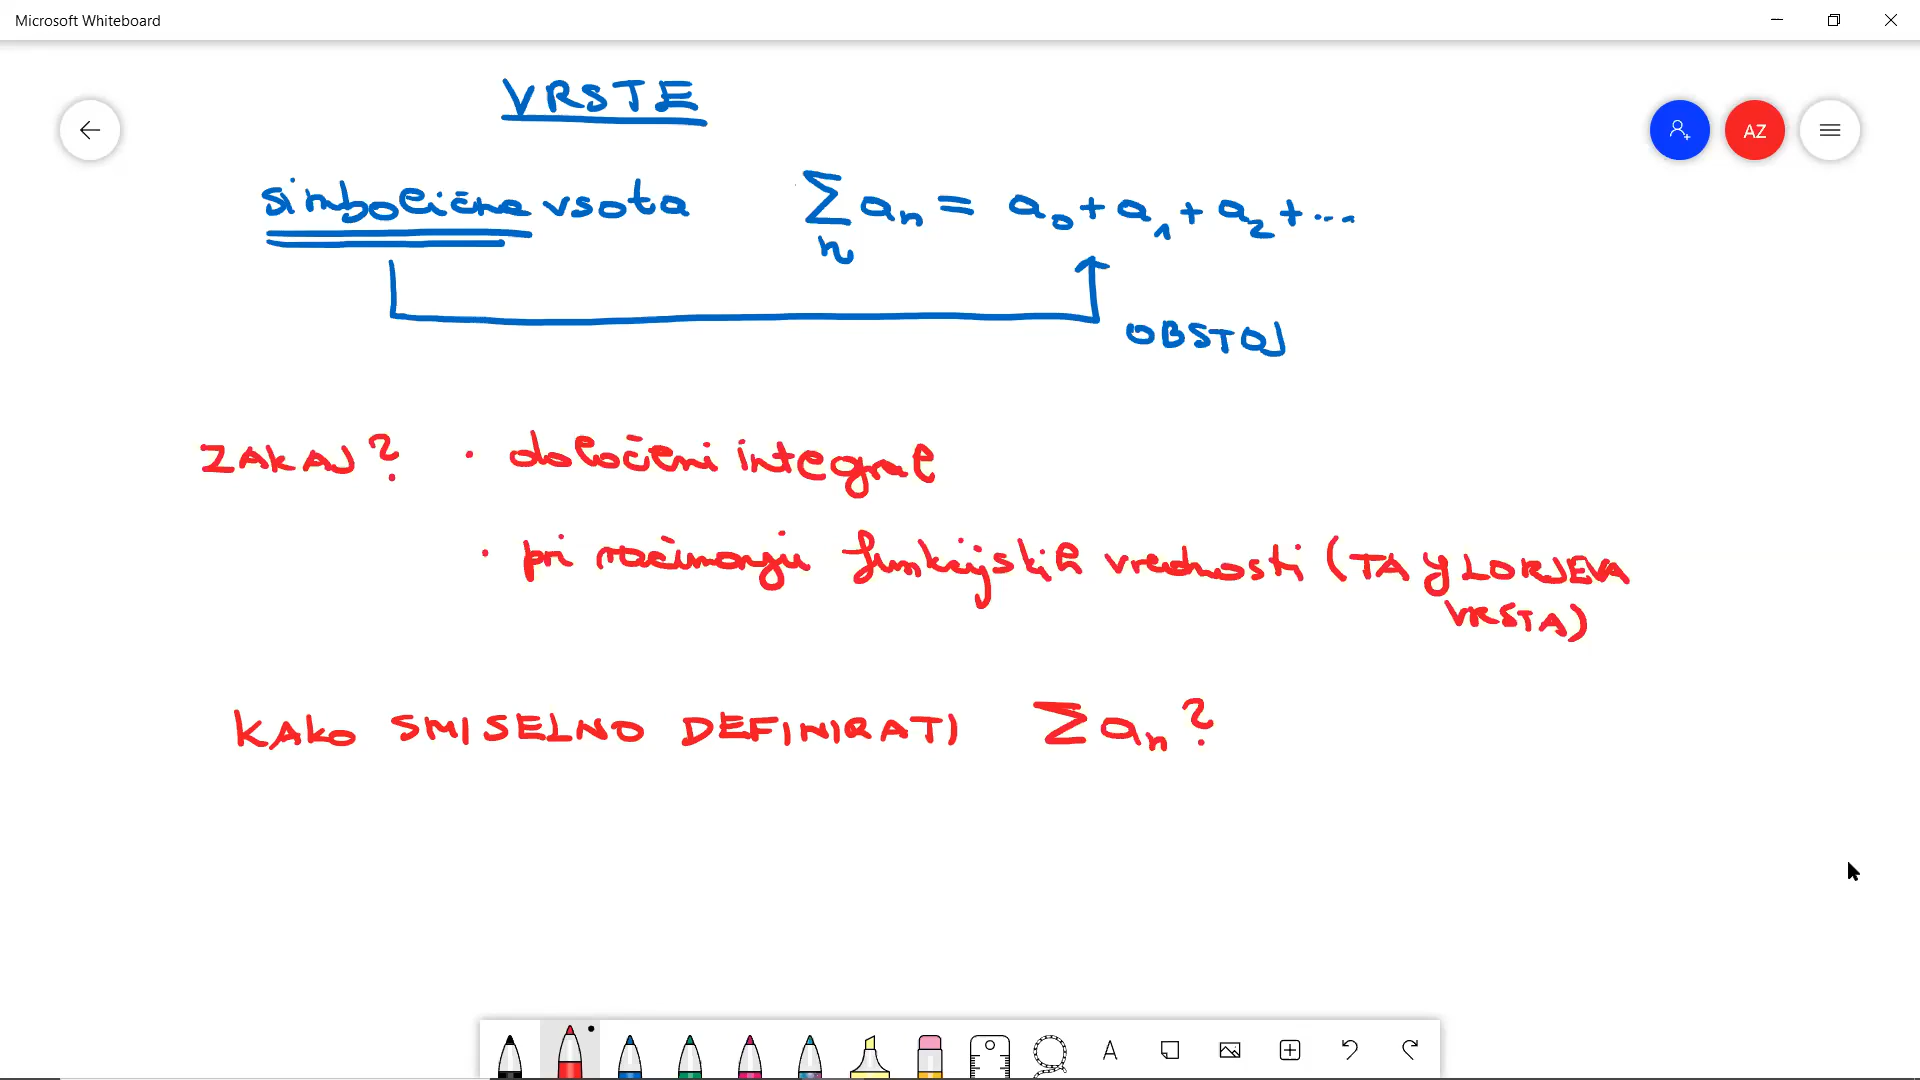 Microsoft Whiteboard
VRSTE
AZ
simbolična vsota ∑ aₙ = a₀ + a₁ + a₂ + ...
n
OBSTOJ
ZAKAJ? · določeni integral
· pri računanju funkcijskih vrednosti (TAYLORJEVA
VRSTA)
KAKO SMISELNO DEFINIRATI ∑ aₙ?